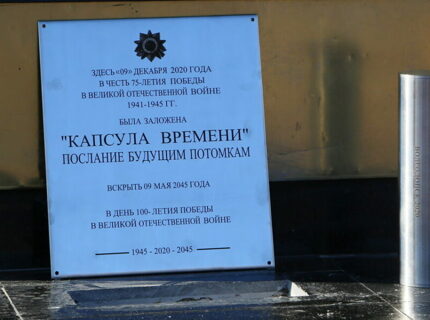 ЗДЕСЬ «09» ДЕКАБРЯ 2020 ГОДА
В ЧЕСТЬ 75-ЛЕТИЯ ПОБЕДЫ
В ВЕЛИКОЙ ОТЕЧЕСТВЕННОЙ ВОЙНЕ
1941-1945 ГГ.
БЫЛА ЗАЛОЖЕНА
"КАПСУЛА ВРЕМЕНИ"
ПОСЛАНИЕ БУДУЩИМ ПОТОМКАМ
ВСКРЫТЬ 09 МАЯ 2045 ГОДА
В ДЕНЬ 100- ЛЕТИЯ ПОБЕДЫ
В ВЕЛИКОЙ ОТЕЧЕСТВЕННОЙ ВОЙНЕ
1945 - 2020 - 2045